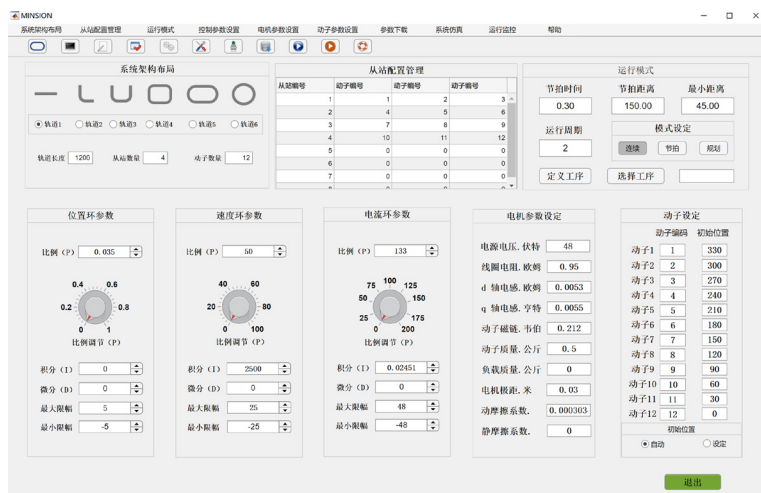 MINSION
系统架构布局 从站配置管理 运行模式 控制参数设置 电机参数设置 动子参数设置 参数下载 系统仿真 运行监控 帮助
系统架构布局
轨道1 轨道2 轨道3 轨道4 轨道5 轨道6
轨道长度 1200 从站数量 4 动子数量 12
从站配置管理
从站编号 动子编号 动子编号 动子编号
1 1 2 3
2 4 5 6
3 7 8 9
4 10 11 12
5 0 0 0
6 0 0 0
7 0 0 0
运行模式
节拍时间 节拍距离 最小距离
0.30 150.00 45.00
运行周期 模式设定
2 连续 节拍 规划
定义工序 选择工序
位置环参数
比例 (P) 0.035
0.4 0.6
0.2 0.8
0 1
比例调节 (P)
积分 (I) 0
微分 (D) 0
最大限幅 5
最小限幅 -5
速度环参数
比例 (P) 50
40 60
20 80
0 100
比例调节 (P)
积分 (I) 2500
微分 (D) 0
最大限幅 25
最小限幅 -25
电流环参数
比例 (P) 133
75 100 125
50 150
25 175
0 200
比例调节 (P)
积分 (I) 0.02451
微分 (D) 0
最大限幅 48
最小限幅 -48
电机参数设定
电源电压.伏特 48
线圈电阻.欧姆 0.95
d 轴电感.欧姆 0.0053
q 轴电感.亨特 0.0055
动子磁链.韦伯 0.212
动子质量.公斤 0.5
负载质量.公斤 0
电机极距.米 0.03
动摩擦系数. 0.000303
静摩擦系数. 0
动子设定
动子编码 初始位置
动子1 1 330
动子2 2 300
动子3 3 270
动子4 4 240
动子5 5 210
动子6 6 180
动子7 7 150
动子8 8 120
动子9 9 90
动子10 10 60
动子11 11 30
动子12 12 0
初始位置
自动 设定
退出